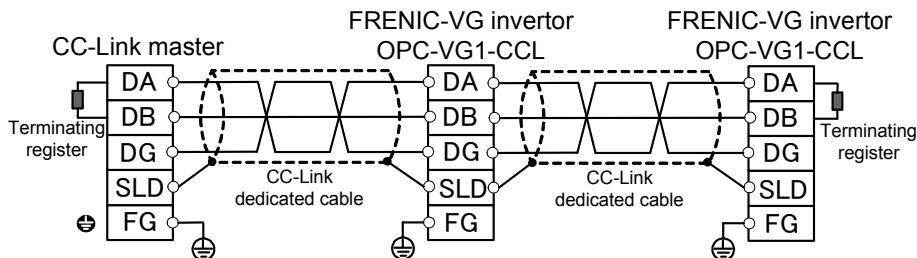 FRENIC-VG invertor
FRENIC-VG invertor
CC-Link master
OPC-VG1-CCL
OPC-VG1-CCL
DA
DA
DA
DB
DB
DB
Terminating
register
Terminating
register
DG
DG
DG
CC-Link
dedicated cable
CC-Link
dedicated cable
SLD
SLD
SLD
FG
FG
FG